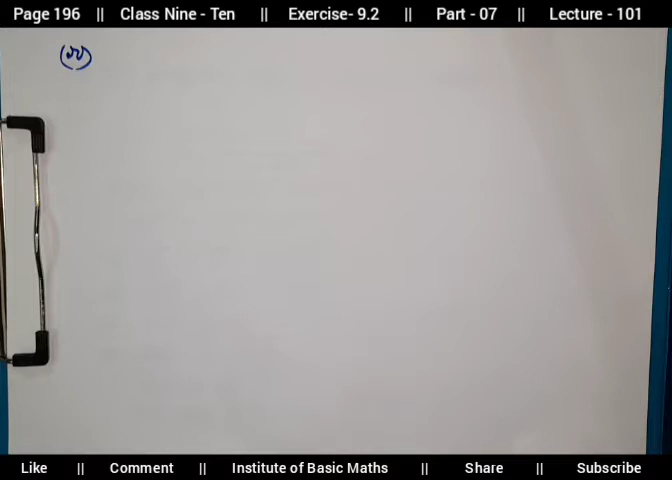 Page 196 || Class Nine - Ten || Exercise- 9.2 || Part - 07 || Lecture - 101
Like || Comment || Institute of Basic Maths || Share || Subscribe